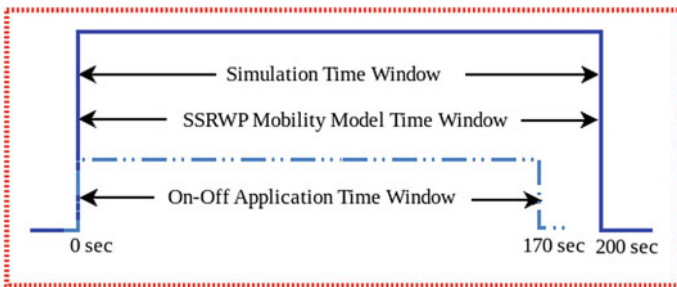 Simulation Time Window
SSRWP Mobility Model Time Window
On-Off Application Time Window
0 sec
170 sec
200 sec